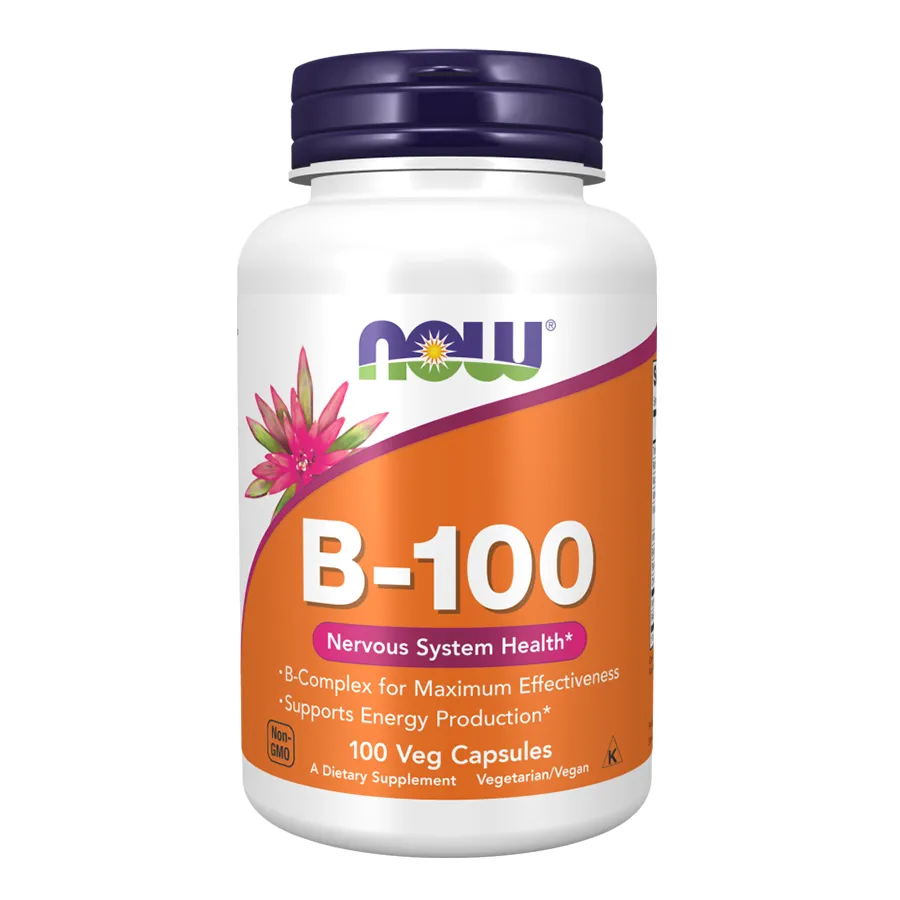 NOW®
B-100
Nervous System Health*
•B-Complex for Maximum Effectiveness
•Supports Energy Production*
Non-
GMO
100 Veg Capsules
A Dietary Supplement Vegetarian/Vegan
K